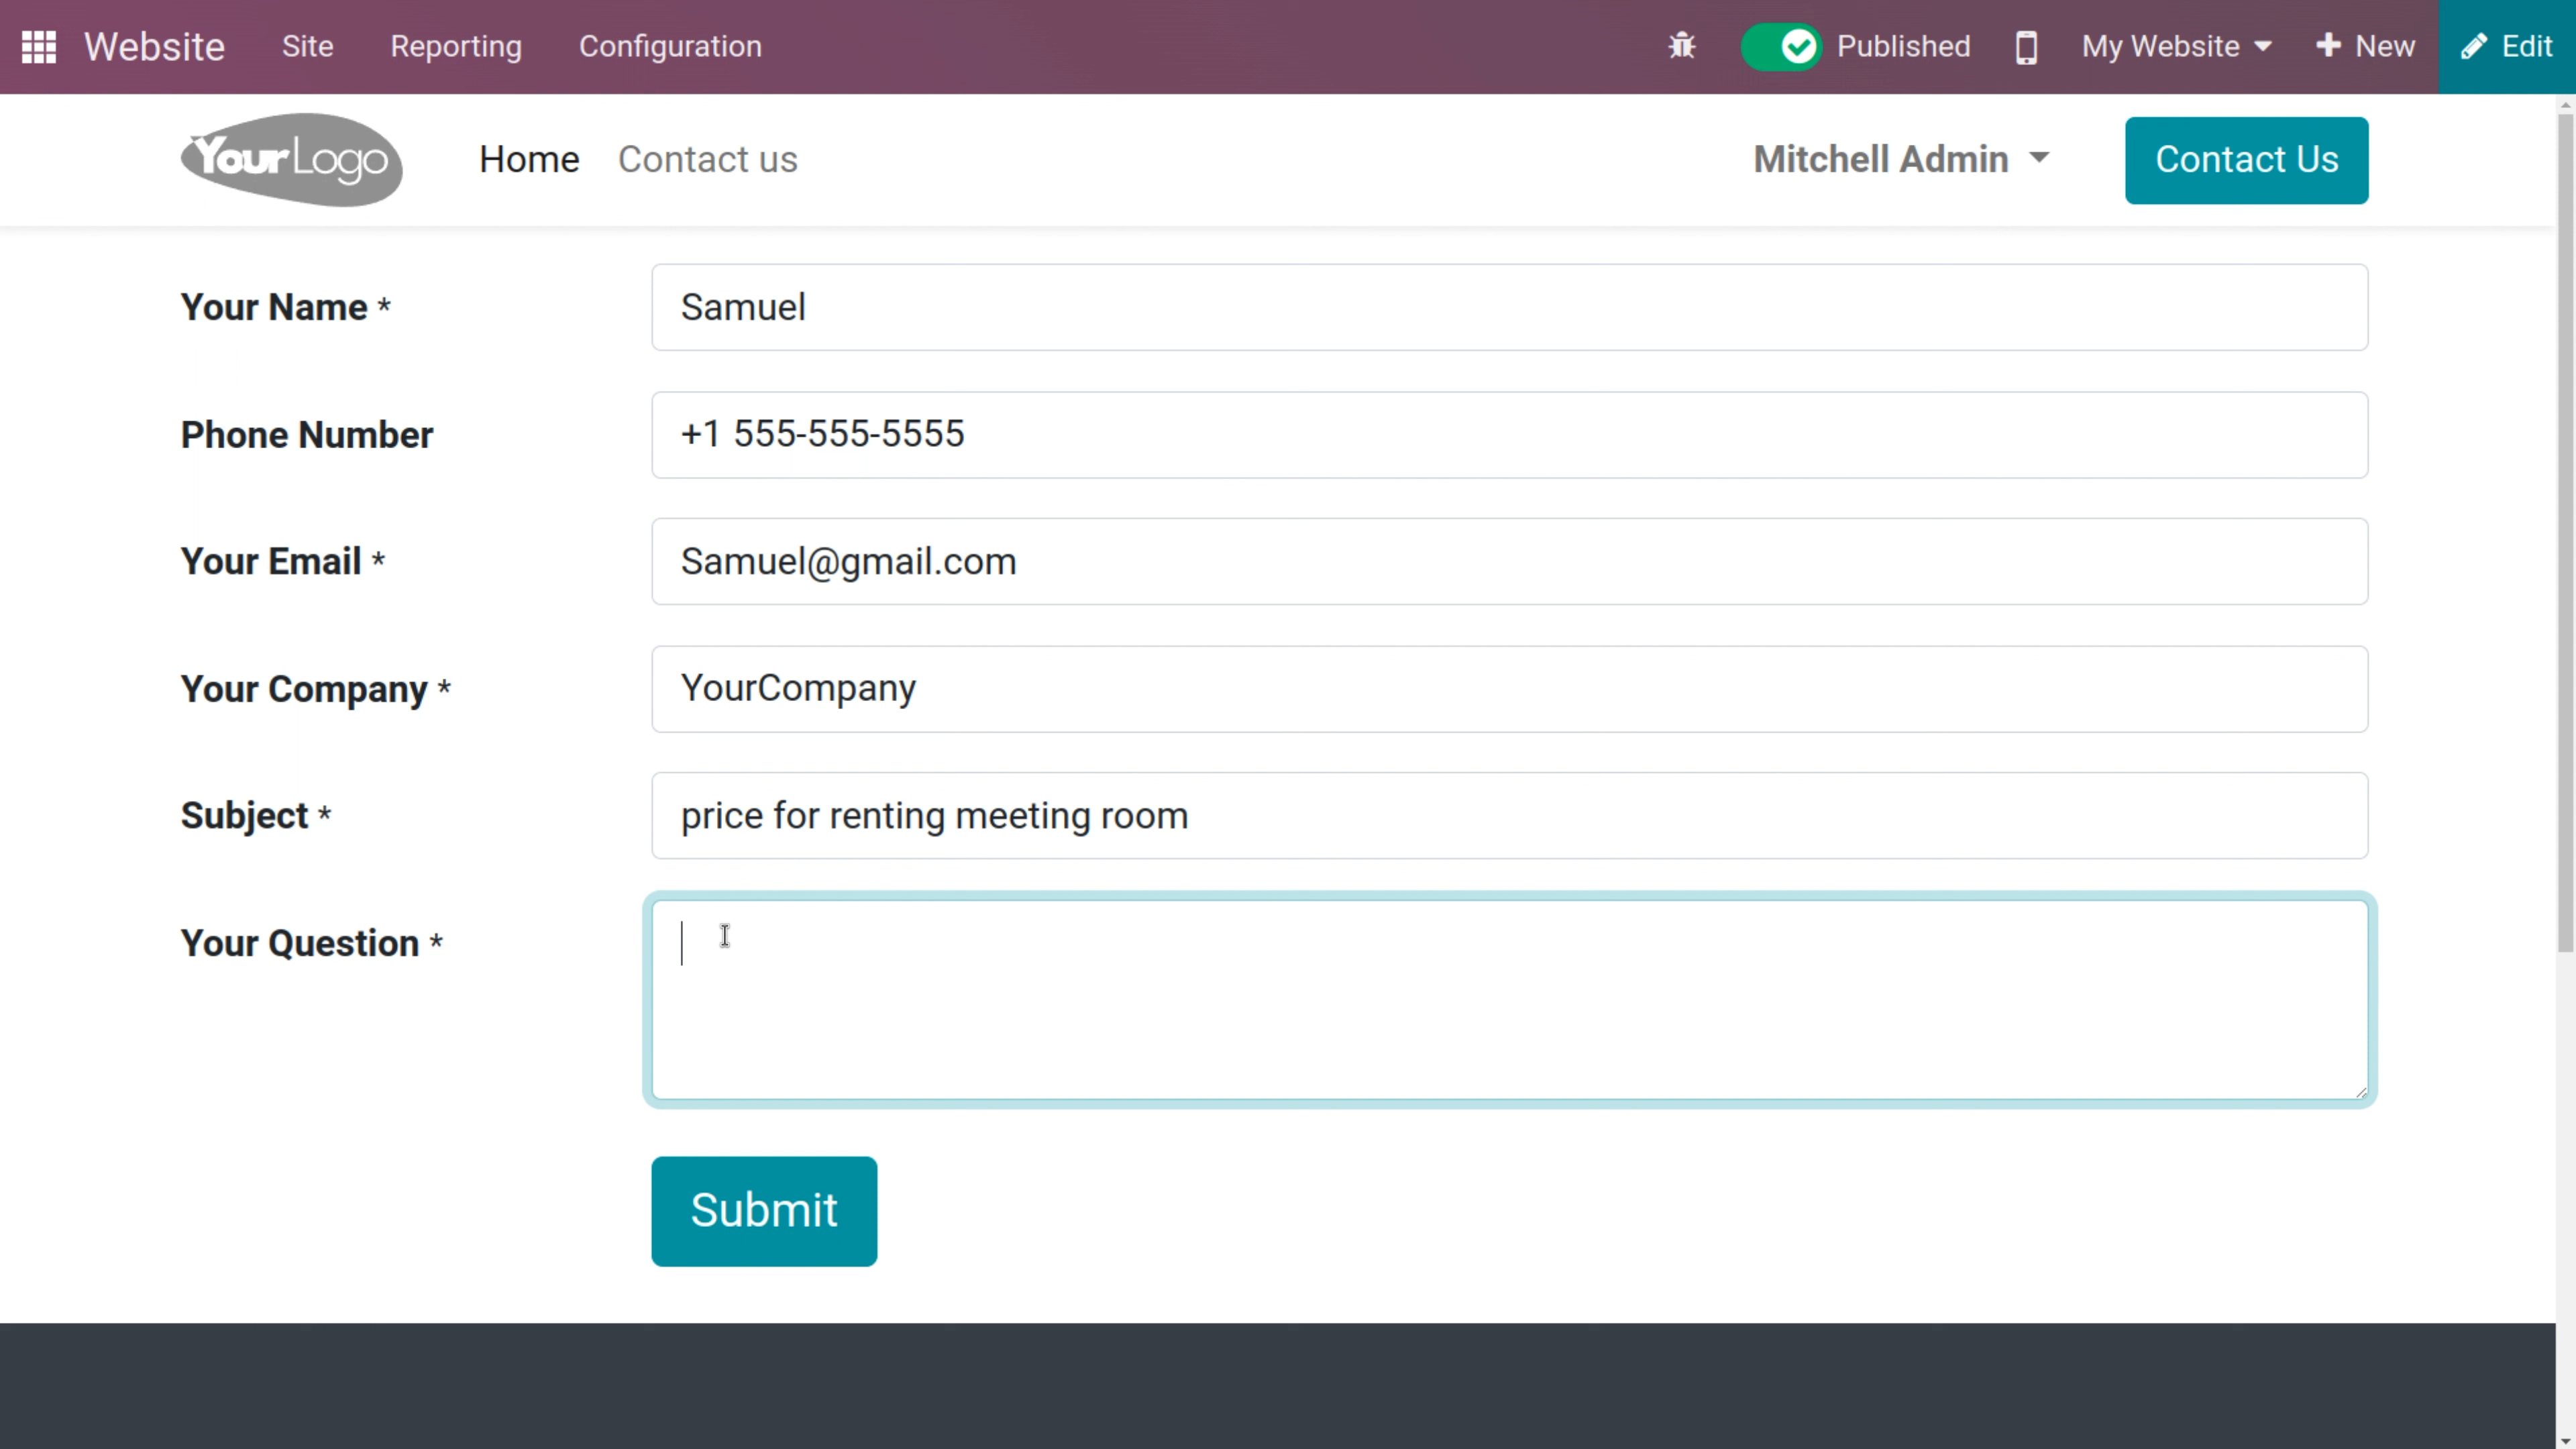 Website Site Reporting Configuration Published My Website New Edit
YourLogo Home Contact us Mitchell Admin Contact Us
Your Name * Samuel
Phone Number +1 555-555-5555
Your Email * Samuel@gmail.com
Your Company * YourCompany
Subject * price for renting meeting room
Your Question *
Submit